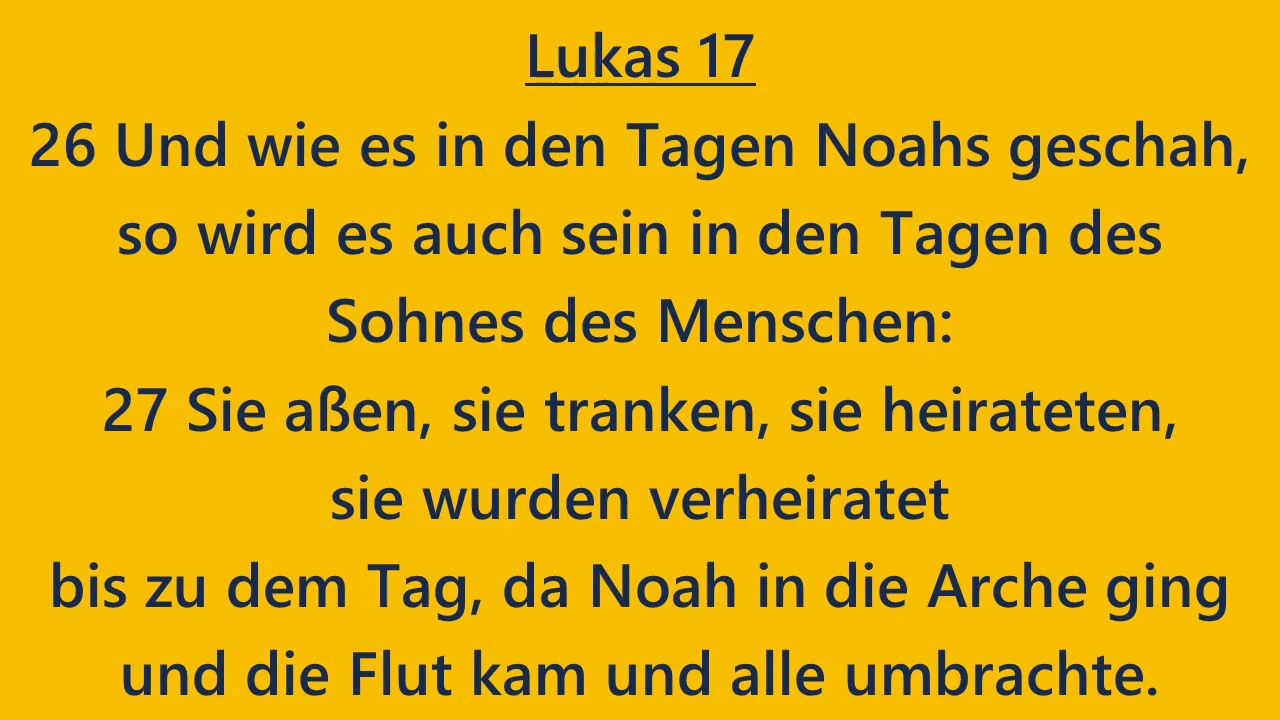 Lukas 17
26 Und wie es in den Tagen Noahs geschah,
so wird es auch sein in den Tagen des
Sohnes des Menschen:
27 Sie aßen, sie tranken, sie heirateten,
sie wurden verheiratet
bis zu dem Tag, da Noah in die Arche ging
und die Flut kam und alle umbrachte.